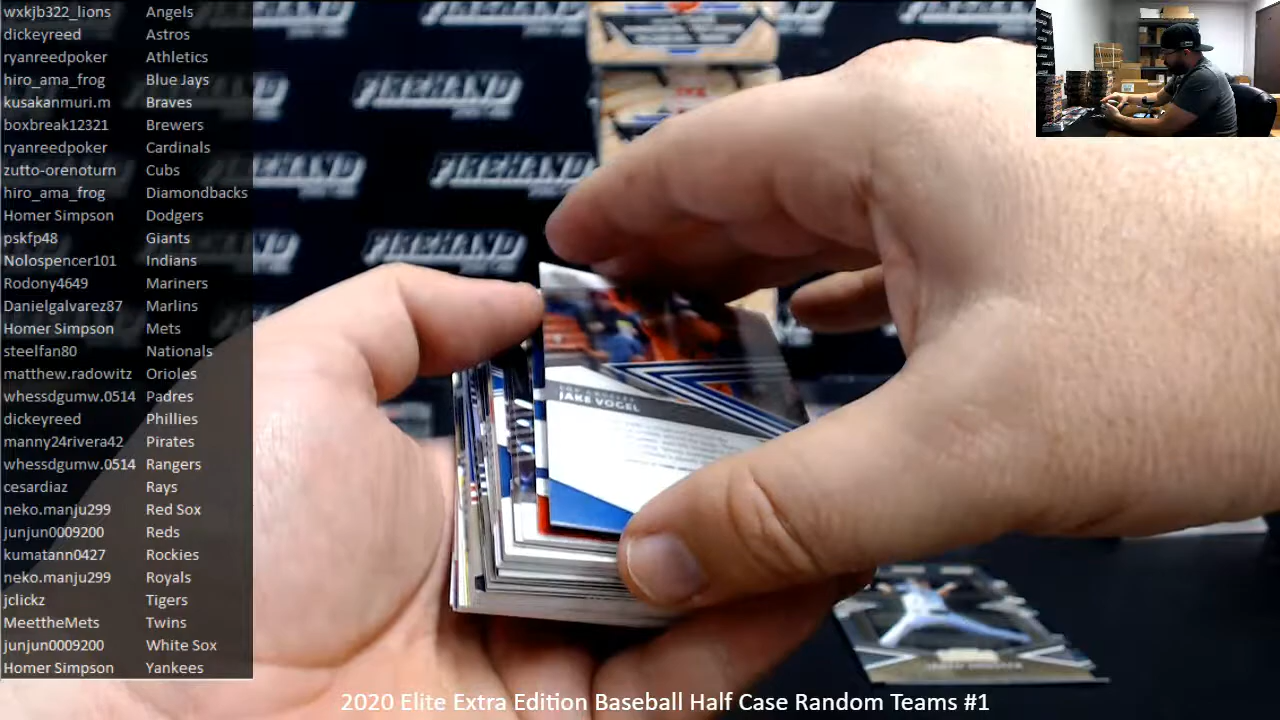 wxkjb322_lions Angels
dickeyreed Astros
ryanreedpoker Athletics
hiro_ama_frog Blue Jays
kusakanmuri.m Braves
boxbreak12321 Brewers
ryanreedpoker Cardinals
zutto-orenoturn Cubs
hiro_ama_frog Diamondbacks
Homer Simpson Dodgers
pskfp48 Giants
Nolospencer101 Indians
Rodony4649 Mariners
Danielgalvarez87 Marlins
Homer Simpson Mets
steelfan80 Nationals
matthew.radowitz Orioles
whessdgumw.0514 Padres
dickeyreed Phillies
manny24rivera42 Pirates
whessdgumw.0514 Rangers
cesardiaz Rays
neko.manju299 Red Sox
junjun0009200 Reds
kumatann0427 Rockies
neko.manju299 Royals
jclickz Tigers
MeettheMets Twins
junjun0009200 White Sox
Homer Simpson Yankees
FIREHAND
FIREHAND
FIREHAND
FIREHAND
FIREHAND
FIREHAND
LOS ANGELES
JAKE VOGEL
2020 Elite Extra Edition Baseball Half Case Random Teams #1